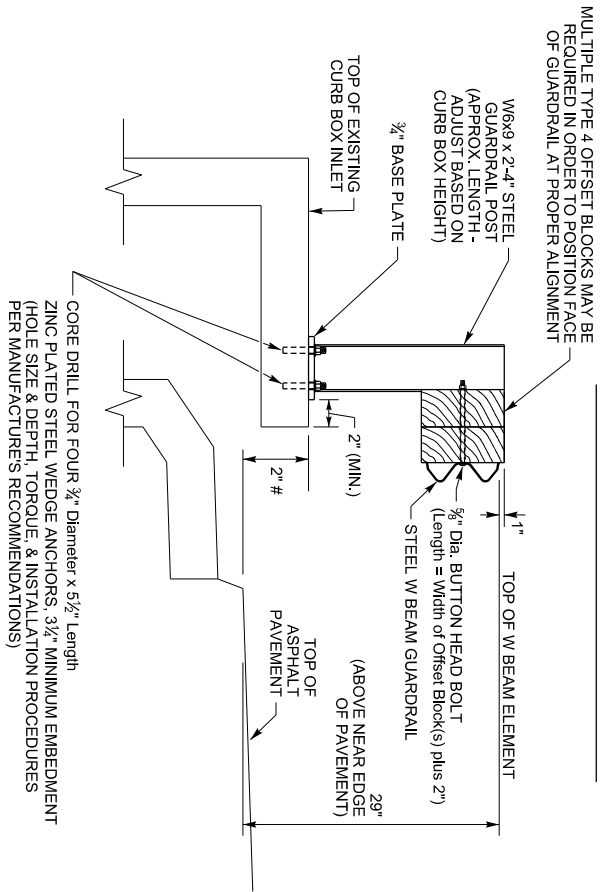 MULTIPLE TYPE 4 OFFSET BLOCKS MAY BE
REQUIRED IN ORDER TO POSITION FACE
OF GUARDRAIL AT PROPER ALIGNMENT
W6x9 x 2'-4" STEEL
GUARDRAIL POST
(APPROX. LENGTH-
ADJUST BASED ON
CURB BOX HEIGHT)
¾" BASE PLATE
TOP OF EXISTING
CURB BOX INLET
1"
TOP OF W BEAM ELEMENT
⅝" Dia. BUTTON HEAD BOLT
(Length = Width of Offset Block(s) plus 2")
STEEL W BEAM GUARDRAIL
2" (MIN.)
2" #
29"
(ABOVE NEAR EDGE
OF PAVEMENT)
TOP OF
ASPHALT
PAVEMENT
CORE DRILL FOR FOUR ¾" Diameter x 5½" Length
ZINC PLATED STEEL WEDGE ANCHORS, 3¼" MINIMUM EMBEDMENT
(HOLE SIZE & DEPTH, TORQUE, & INSTALLATION PROCEDURES
PER MANUFACTURE'S RECOMMENDATIONS)